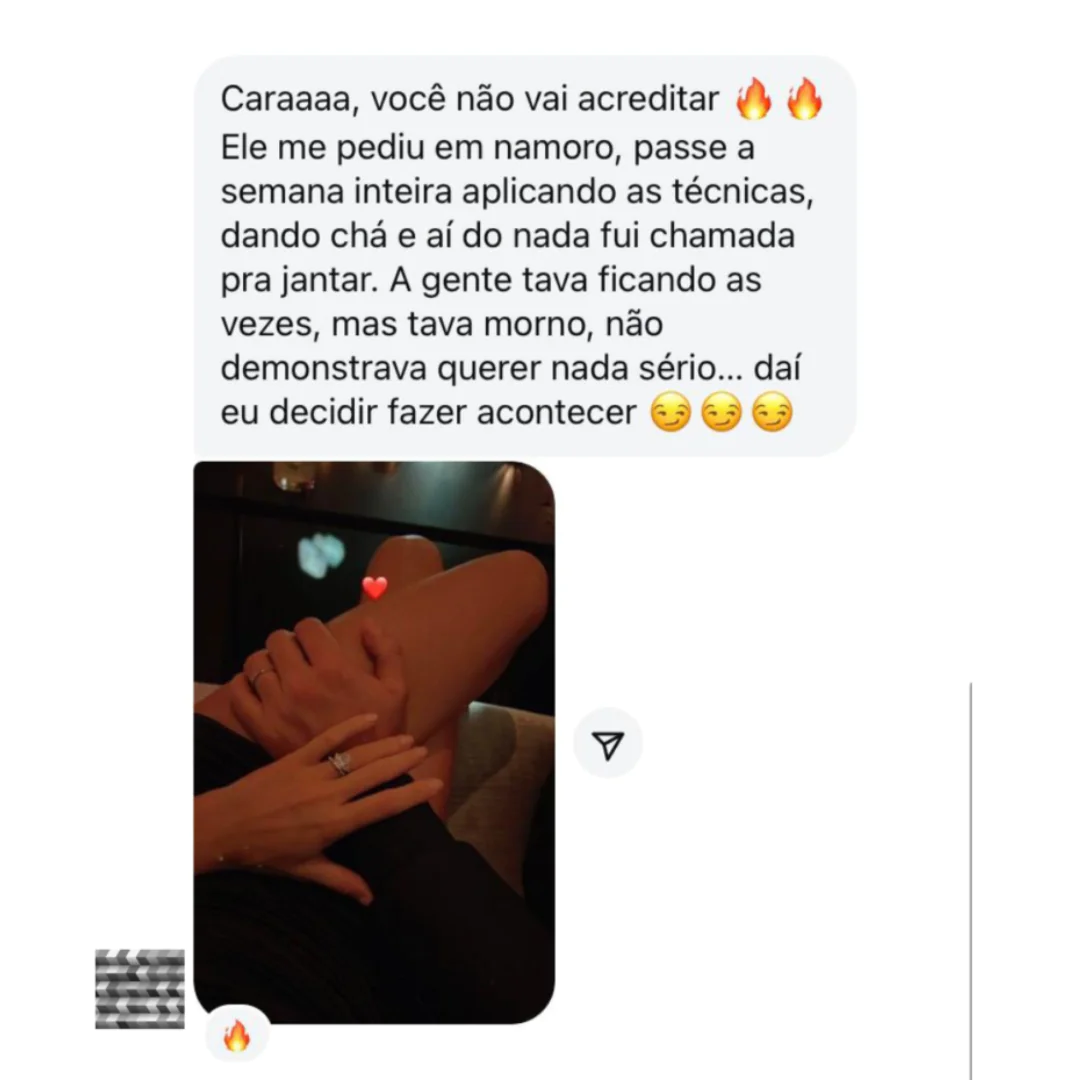 Caraaaa, você não vai acreditar 🔥🔥
Ele me pediu em namoro, passe a
semana inteira aplicando as técnicas,
dando chá e aí do nada fui chamada
pra jantar. A gente tava ficando as
vezes, mas tava morno, não
demonstrava querer nada sério... daí
eu decidir fazer acontecer 😏😏😏